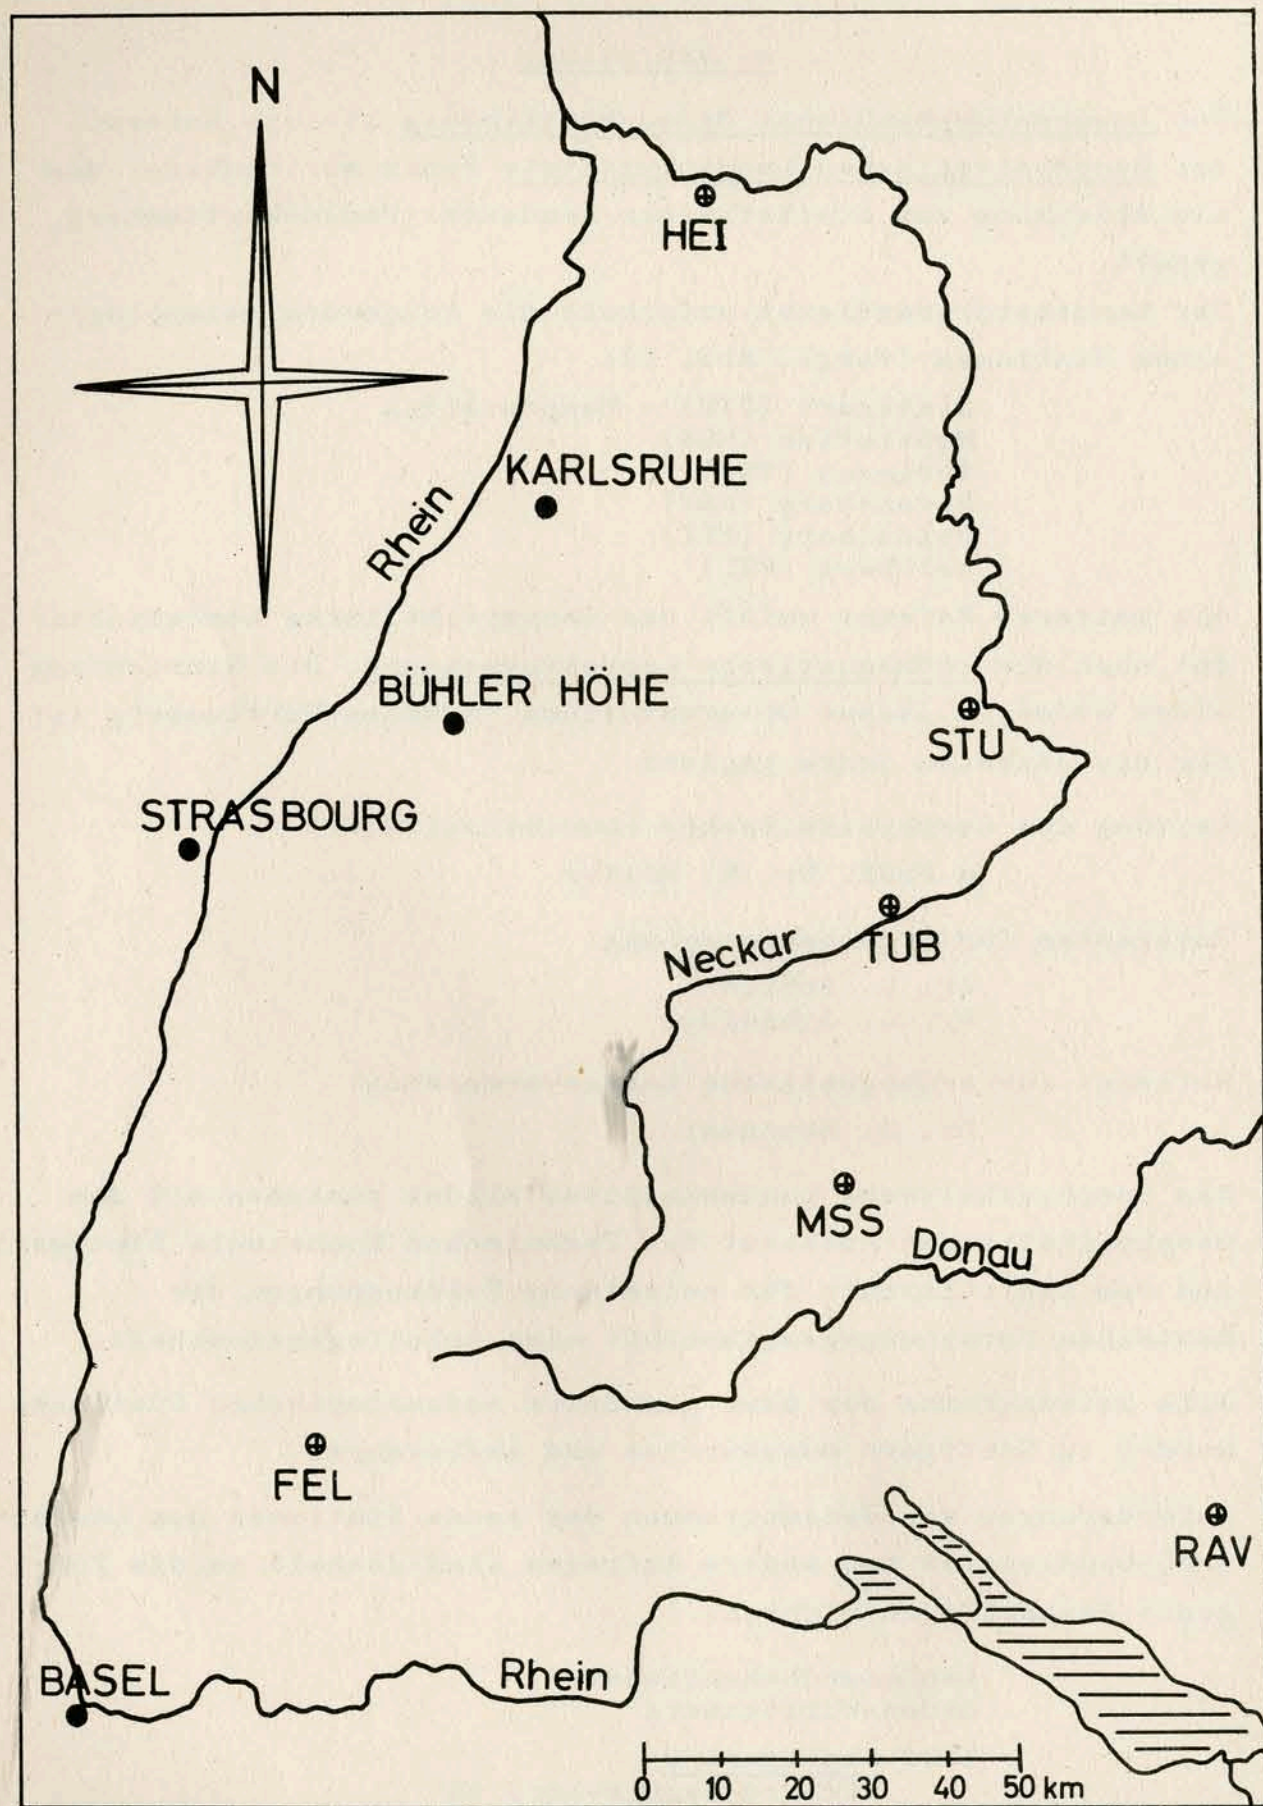 N
HEI
KARLSRUHE
Rhein
BÜHLER HÖHE
STU
STRASBOURG
TUB
Neckar
MSS
Donau
FEL
RAV
BASEL
Rhein
0 10 20 30 40 50 km